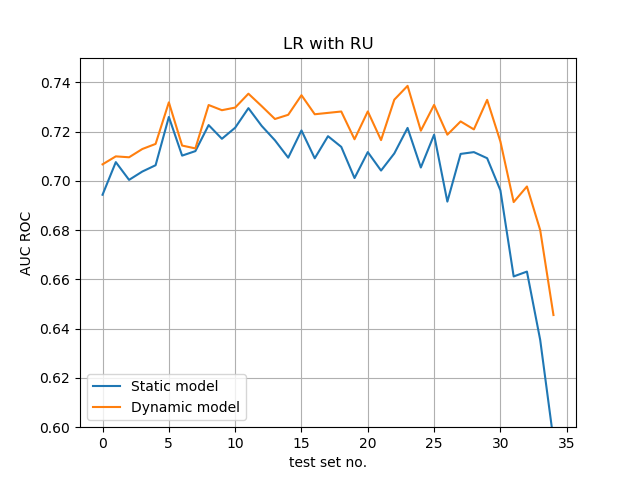 LR with RU
AUC ROC
0.74
0.72
0.70
0.68
0.66
0.64
0.62
0.60
Static model
Dynamic model
0 5 10 15 20 25 30 35
test set no.